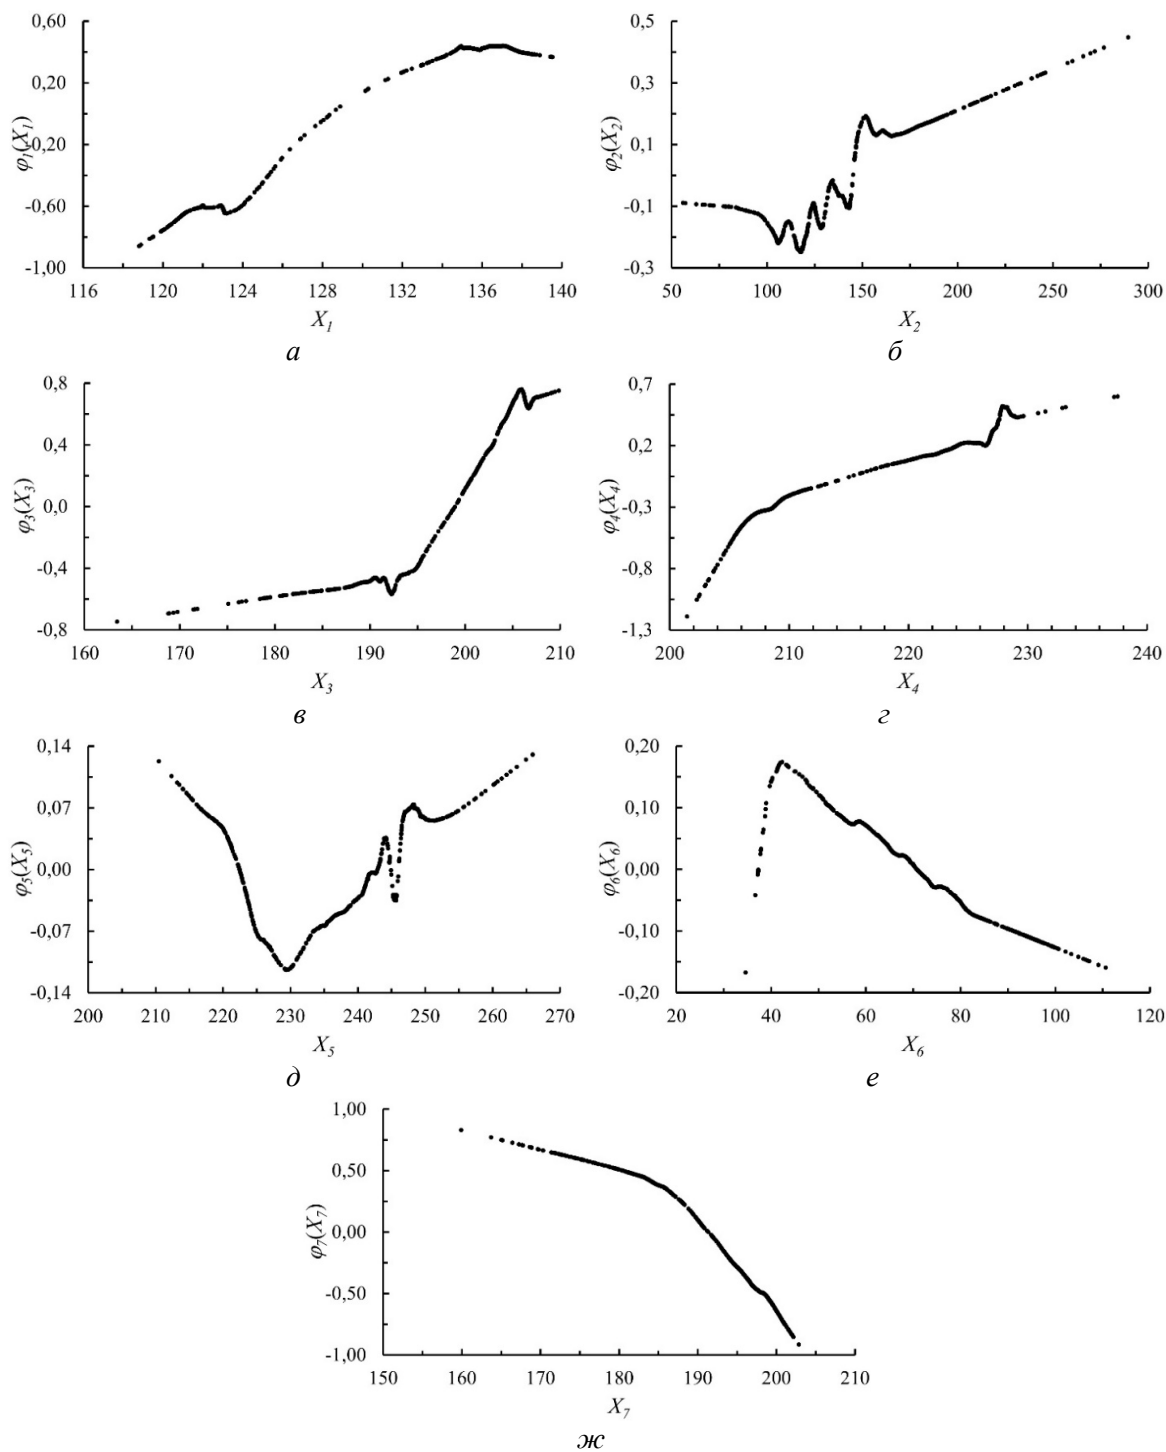 0,60
0,20
-0,20
-0,60
-1,00
φ₁(X₁)
116 120 124 128 132 136 140
X₁
а
0,5
0,3
0,1
-0,1
-0,3
φ₂(X₂)
50 100 150 200 250 300
X₂
б
0,8
0,4
0,0
-0,4
-0,8
φ₃(X₃)
160 170 180 190 200 210
X₃
в
0,7
0,2
-0,3
-0,8
-1,3
φ₄(X₄)
200 210 220 230 240
X₄
г
0,14
0,07
0,00
-0,07
-0,14
φ₅(X₅)
200 210 220 230 240 250 260 270
X₅
д
0,20
0,10
0,00
-0,10
-0,20
φ₆(X₆)
20 40 60 80 100 120
X₆
е
1,00
0,50
0,00
-0,50
-1,00
φ₇(X₇)
150 160 170 180 190 200 210
X₇
ж